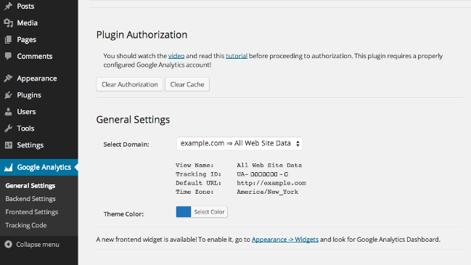 Posts
Media
Pages
Comments
Appearance
Plugins
Users
Tools
Settings
Google Analytics
General Settings
Backend Settings
Frontend Settings
Tracking Code
Collapse menu
Plugin Authorization
You should watch the video and read this tutorial before proceeding to authorization. This plugin requires a properly
configured Google Analytics account!
Clear Authorization Clear Cache
General Settings
Select Domain: example.com ⇒ All Web Site Data
View Name: All Web Site Data
Tracking ID: UA-
Default URL: http://example.com
Time Zone: America/New_York
Theme Color: Select Color
A new frontend widget is available! To enable it, go to Appearance -> Widgets and look for Google Analytics Dashboard.